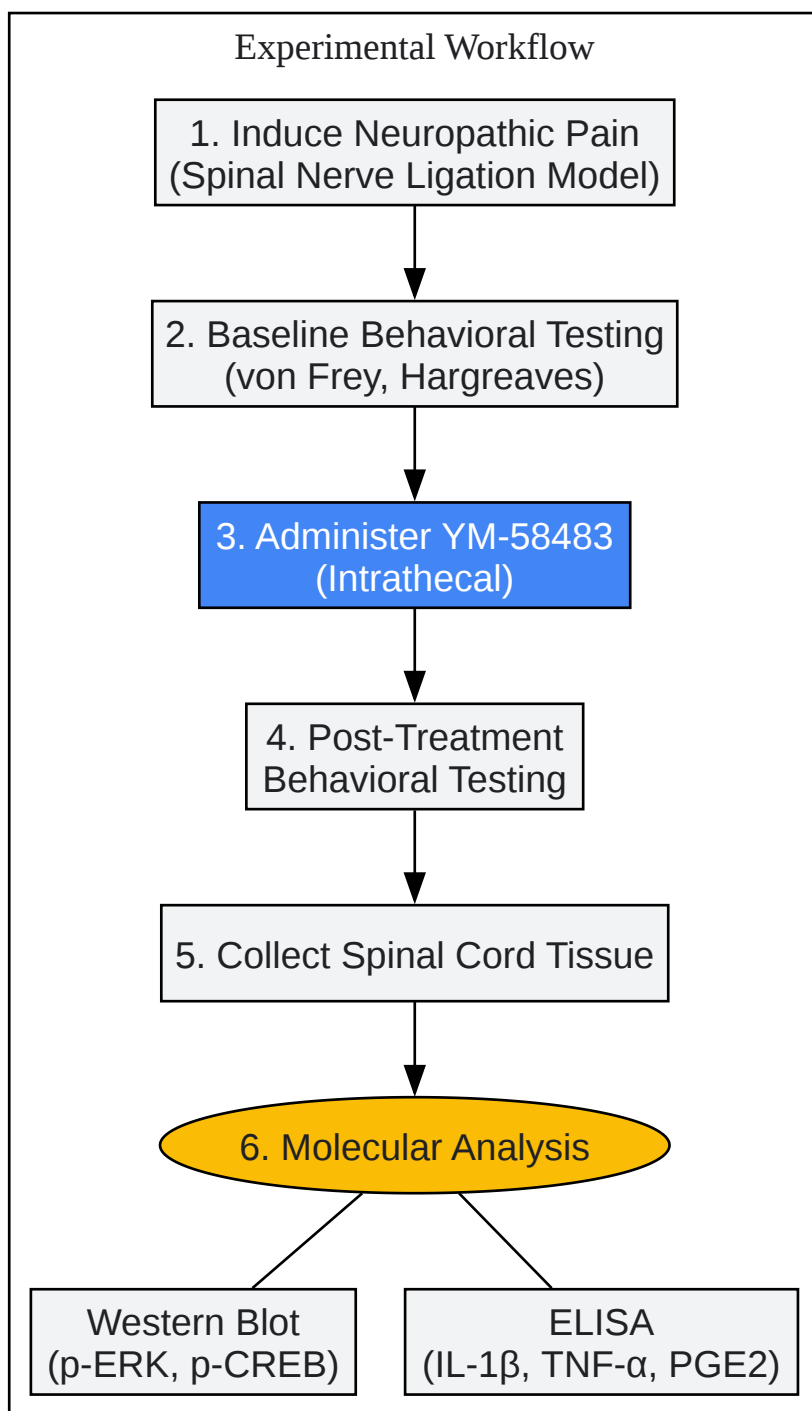 Experimental Workflow
1. Induce Neuropathic Pain
(Spinal Nerve Ligation Model)
2. Baseline Behavioral Testing
(von Frey, Hargreaves)
3. Administer YM-58483
(Intrathecal)
4. Post-Treatment
Behavioral Testing
5. Collect Spinal Cord Tissue
6. Molecular Analysis
Western Blot
(p-ERK, p-CREB)
ELISA
(IL-1β, TNF-α, PGE2)